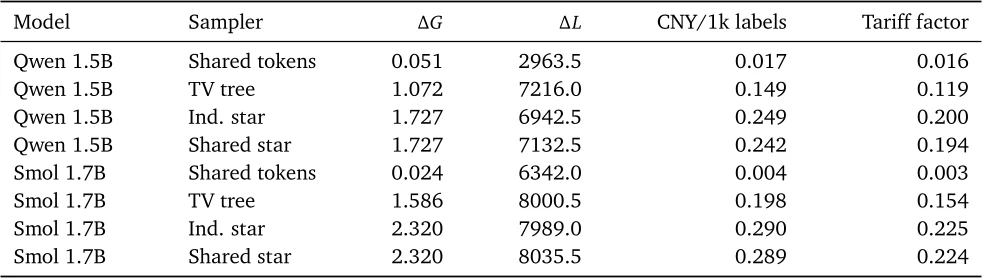 Model Sampler ΔG ΔL CNY/1k labels Tariff factor
Qwen 1.5B Shared tokens 0.051 2963.5 0.017 0.016
Qwen 1.5B TV tree 1.072 7216.0 0.149 0.119
Qwen 1.5B Ind. star 1.727 6942.5 0.249 0.200
Qwen 1.5B Shared star 1.727 7132.5 0.242 0.194
Smol 1.7B Shared tokens 0.024 6342.0 0.004 0.003
Smol 1.7B TV tree 1.586 8000.5 0.198 0.154
Smol 1.7B Ind. star 2.320 7989.0 0.290 0.225
Smol 1.7B Shared star 2.320 8035.5 0.289 0.224